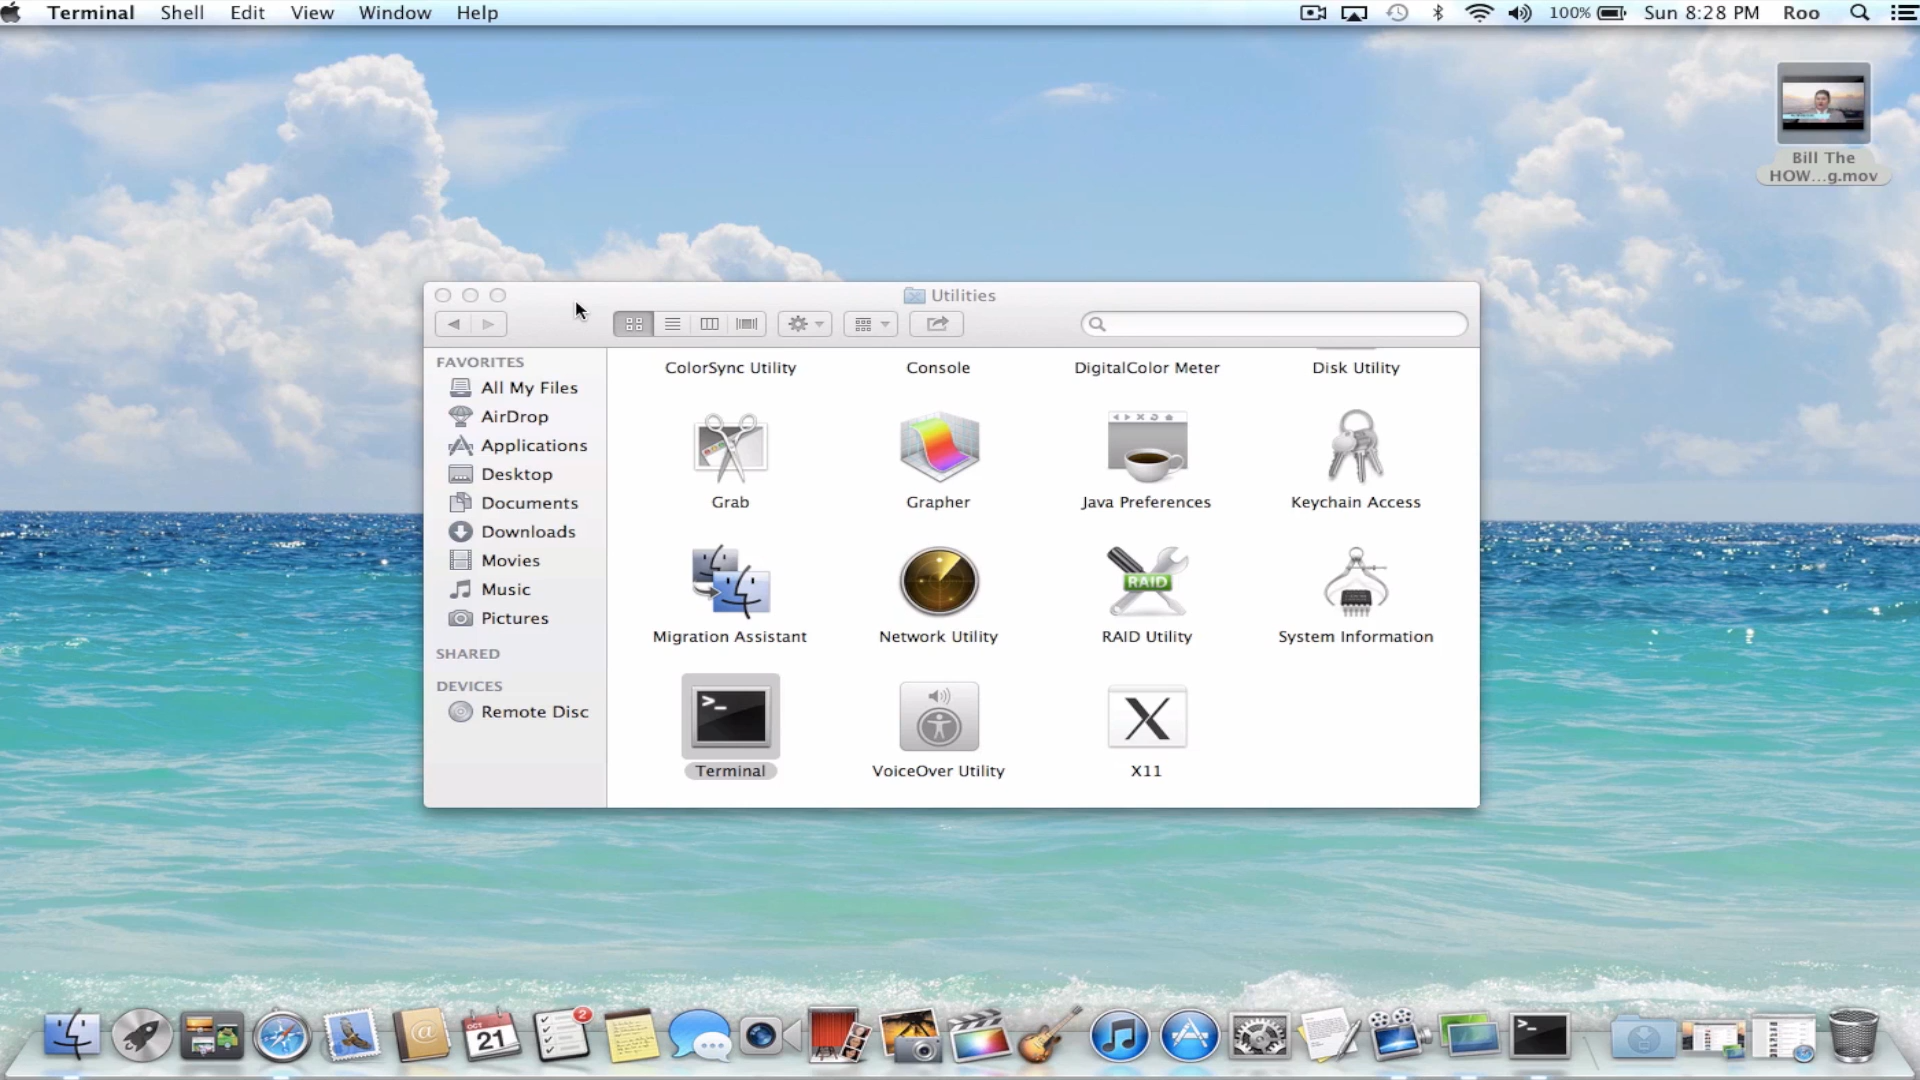 Terminal Shell Edit View Window Help 100% Sun 8:28 PM Roo
Bill The
HOW...g.mov
Utilities
FAVORITES
All My Files
AirDrop
Applications
Desktop
Documents
Downloads
Movies
Music
Pictures
SHARED
DEVICES
Remote Disc
ColorSync Utility Console DigitalColor Meter Disk Utility
Grab Grapher Java Preferences Keychain Access
RAID
Migration Assistant Network Utility RAID Utility System Information
>_
X
Terminal VoiceOver Utility X11
@
OCT
21
2
>_